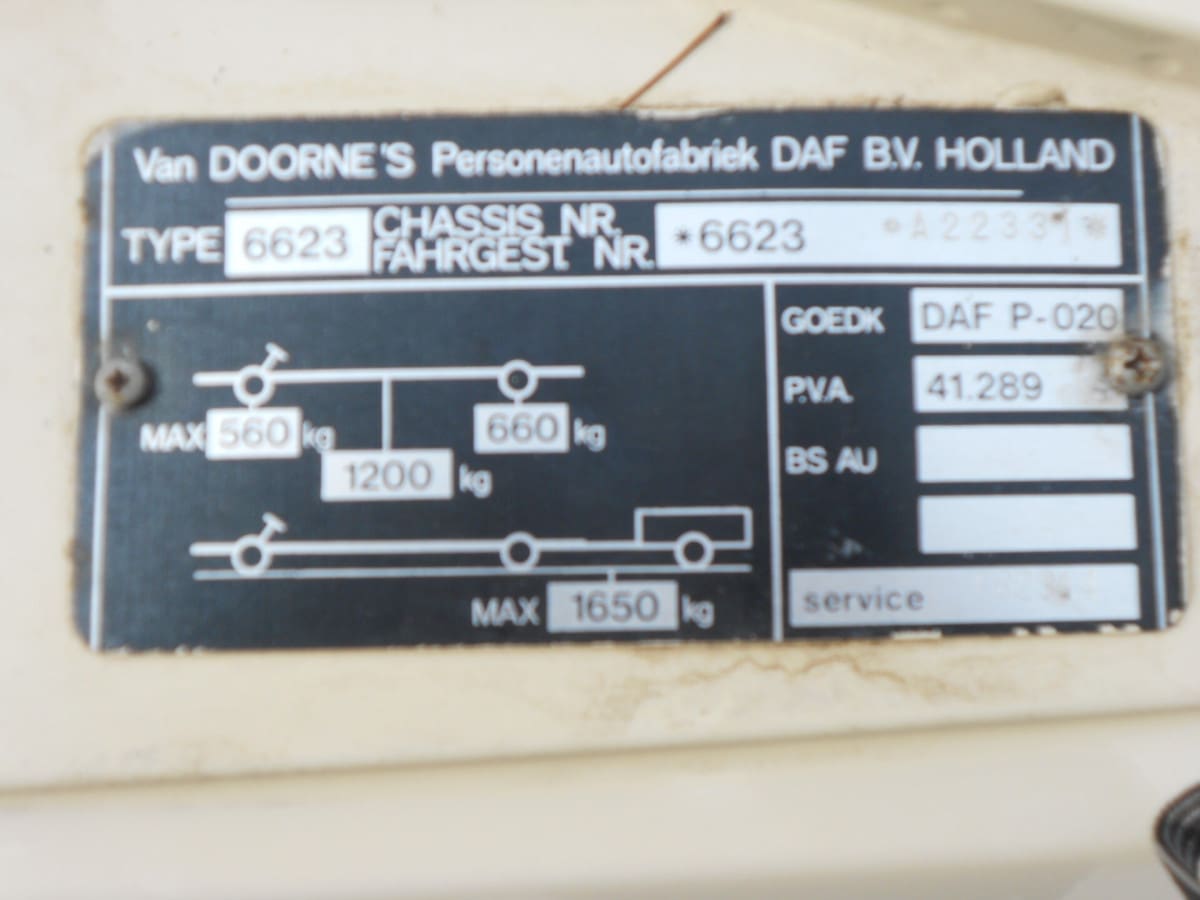 Van DOORNE'S Personenautofabriek DAF B.V. HOLLAND
TYPE 6623 CHASSIS NR. *6623 *A22331*
FAHRGEST. NR.
GOEDK DAF P-020
P.V.A. 41.289
BS AU
service
MAX 560 kg 660 kg
1200 kg
MAX 1650 kg